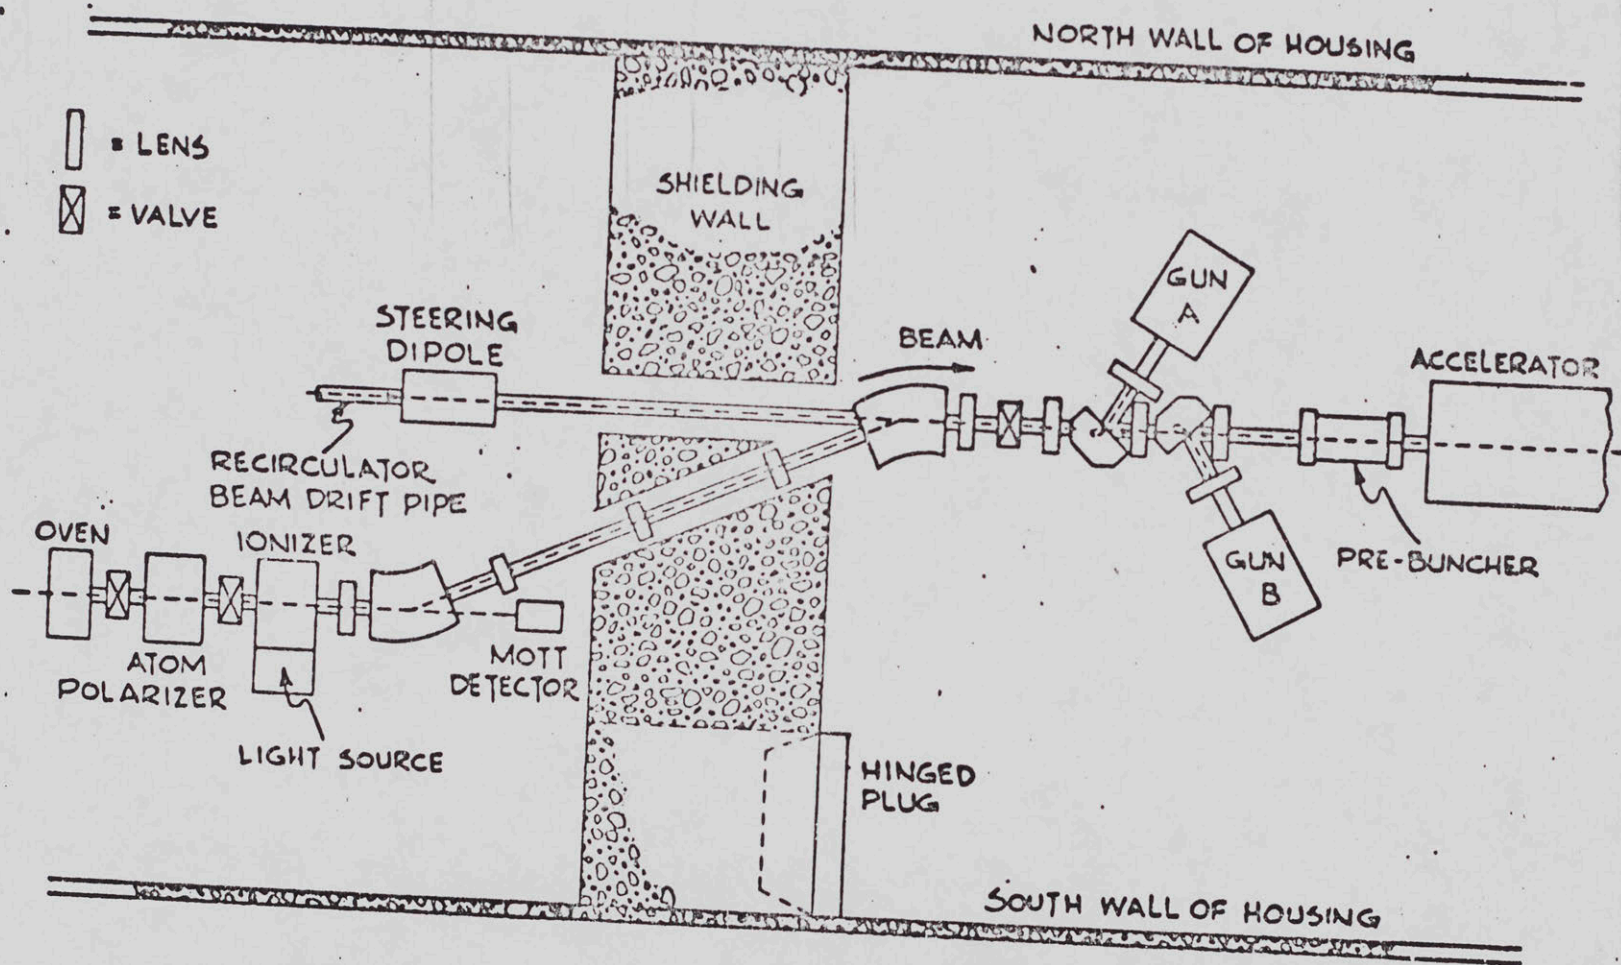 NORTH WALL OF HOUSING
= LENS
= VALVE
SHIELDING
WALL
GUN
A
STEERING
DIPOLE
BEAM
ACCELERATOR
RECIRCULATOR
BEAM DRIFT PIPE
OVEN
IONIZER
GUN
B
PRE-BUNCHER
ATOM
POLARIZER
MOTT
DETECTOR
LIGHT SOURCE
HINGED
PLUG
SOUTH WALL OF HOUSING